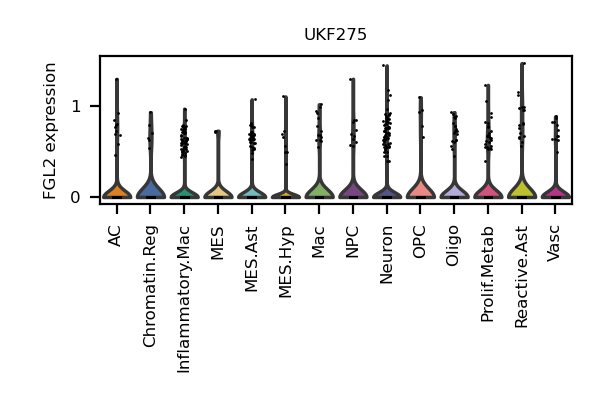 UKF275
FGL2 expression
1
0
AC
Chromatin.Reg
Inflammatory.Mac
MES
MES.Ast
MES.Hyp
Mac
NPC
Neuron
OPC
Oligo
Prolif.Metab
Reactive.Ast
Vasc